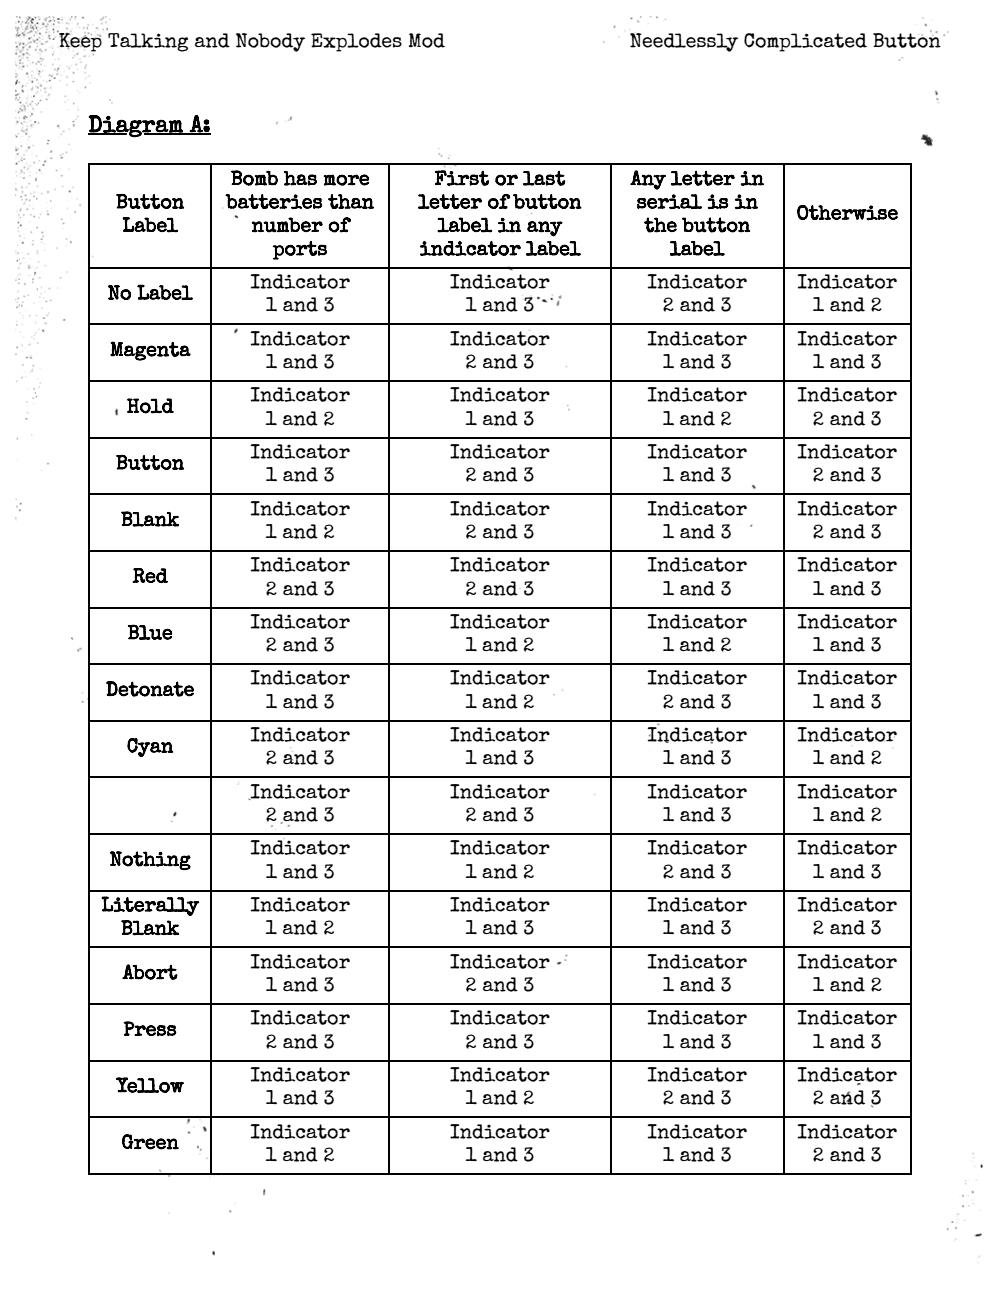 Keep Talking and Nobody Explodes Mod
Needlessly Complicated Button
Diagram A:
Button Label | Bomb has more batteries than number of ports | First or last letter of button label in any indicator label | Any letter in serial is in the button label | Otherwise
No Label | Indicator 1 and 3 | Indicator 1 and 3 | Indicator 2 and 3 | Indicator 1 and 2
Magenta | Indicator 1 and 3 | Indicator 2 and 3 | Indicator 1 and 3 | Indicator 1 and 3
Hold | Indicator 1 and 2 | Indicator 1 and 3 | Indicator 1 and 2 | Indicator 2 and 3
Button | Indicator 1 and 3 | Indicator 2 and 3 | Indicator 1 and 3 | Indicator 2 and 3
Blank | Indicator 1 and 2 | Indicator 2 and 3 | Indicator 1 and 3 | Indicator 2 and 3
Red | Indicator 2 and 3 | Indicator 2 and 3 | Indicator 1 and 3 | Indicator 1 and 3
Blue | Indicator 2 and 3 | Indicator 1 and 2 | Indicator 1 and 2 | Indicator 1 and 3
Detonate | Indicator 1 and 3 | Indicator 1 and 2 | Indicator 2 and 3 | Indicator 1 and 3
Cyan | Indicator 2 and 3 | Indicator 1 and 3 | Indicator 1 and 3 | Indicator 1 and 2
 | Indicator 2 and 3 | Indicator 2 and 3 | Indicator 1 and 3 | Indicator 1 and 2
Nothing | Indicator 1 and 3 | Indicator 1 and 2 | Indicator 2 and 3 | Indicator 1 and 3
Literally Blank | Indicator 1 and 2 | Indicator 1 and 3 | Indicator 1 and 3 | Indicator 2 and 3
Abort | Indicator 1 and 3 | Indicator 2 and 3 | Indicator 1 and 3 | Indicator 1 and 2
Press | Indicator 2 and 3 | Indicator 2 and 3 | Indicator 1 and 3 | Indicator 1 and 3
Yellow | Indicator 1 and 3 | Indicator 1 and 2 | Indicator 2 and 3 | Indicator 2 and 3
Green | Indicator 1 and 2 | Indicator 1 and 3 | Indicator 1 and 3 | Indicator 2 and 3